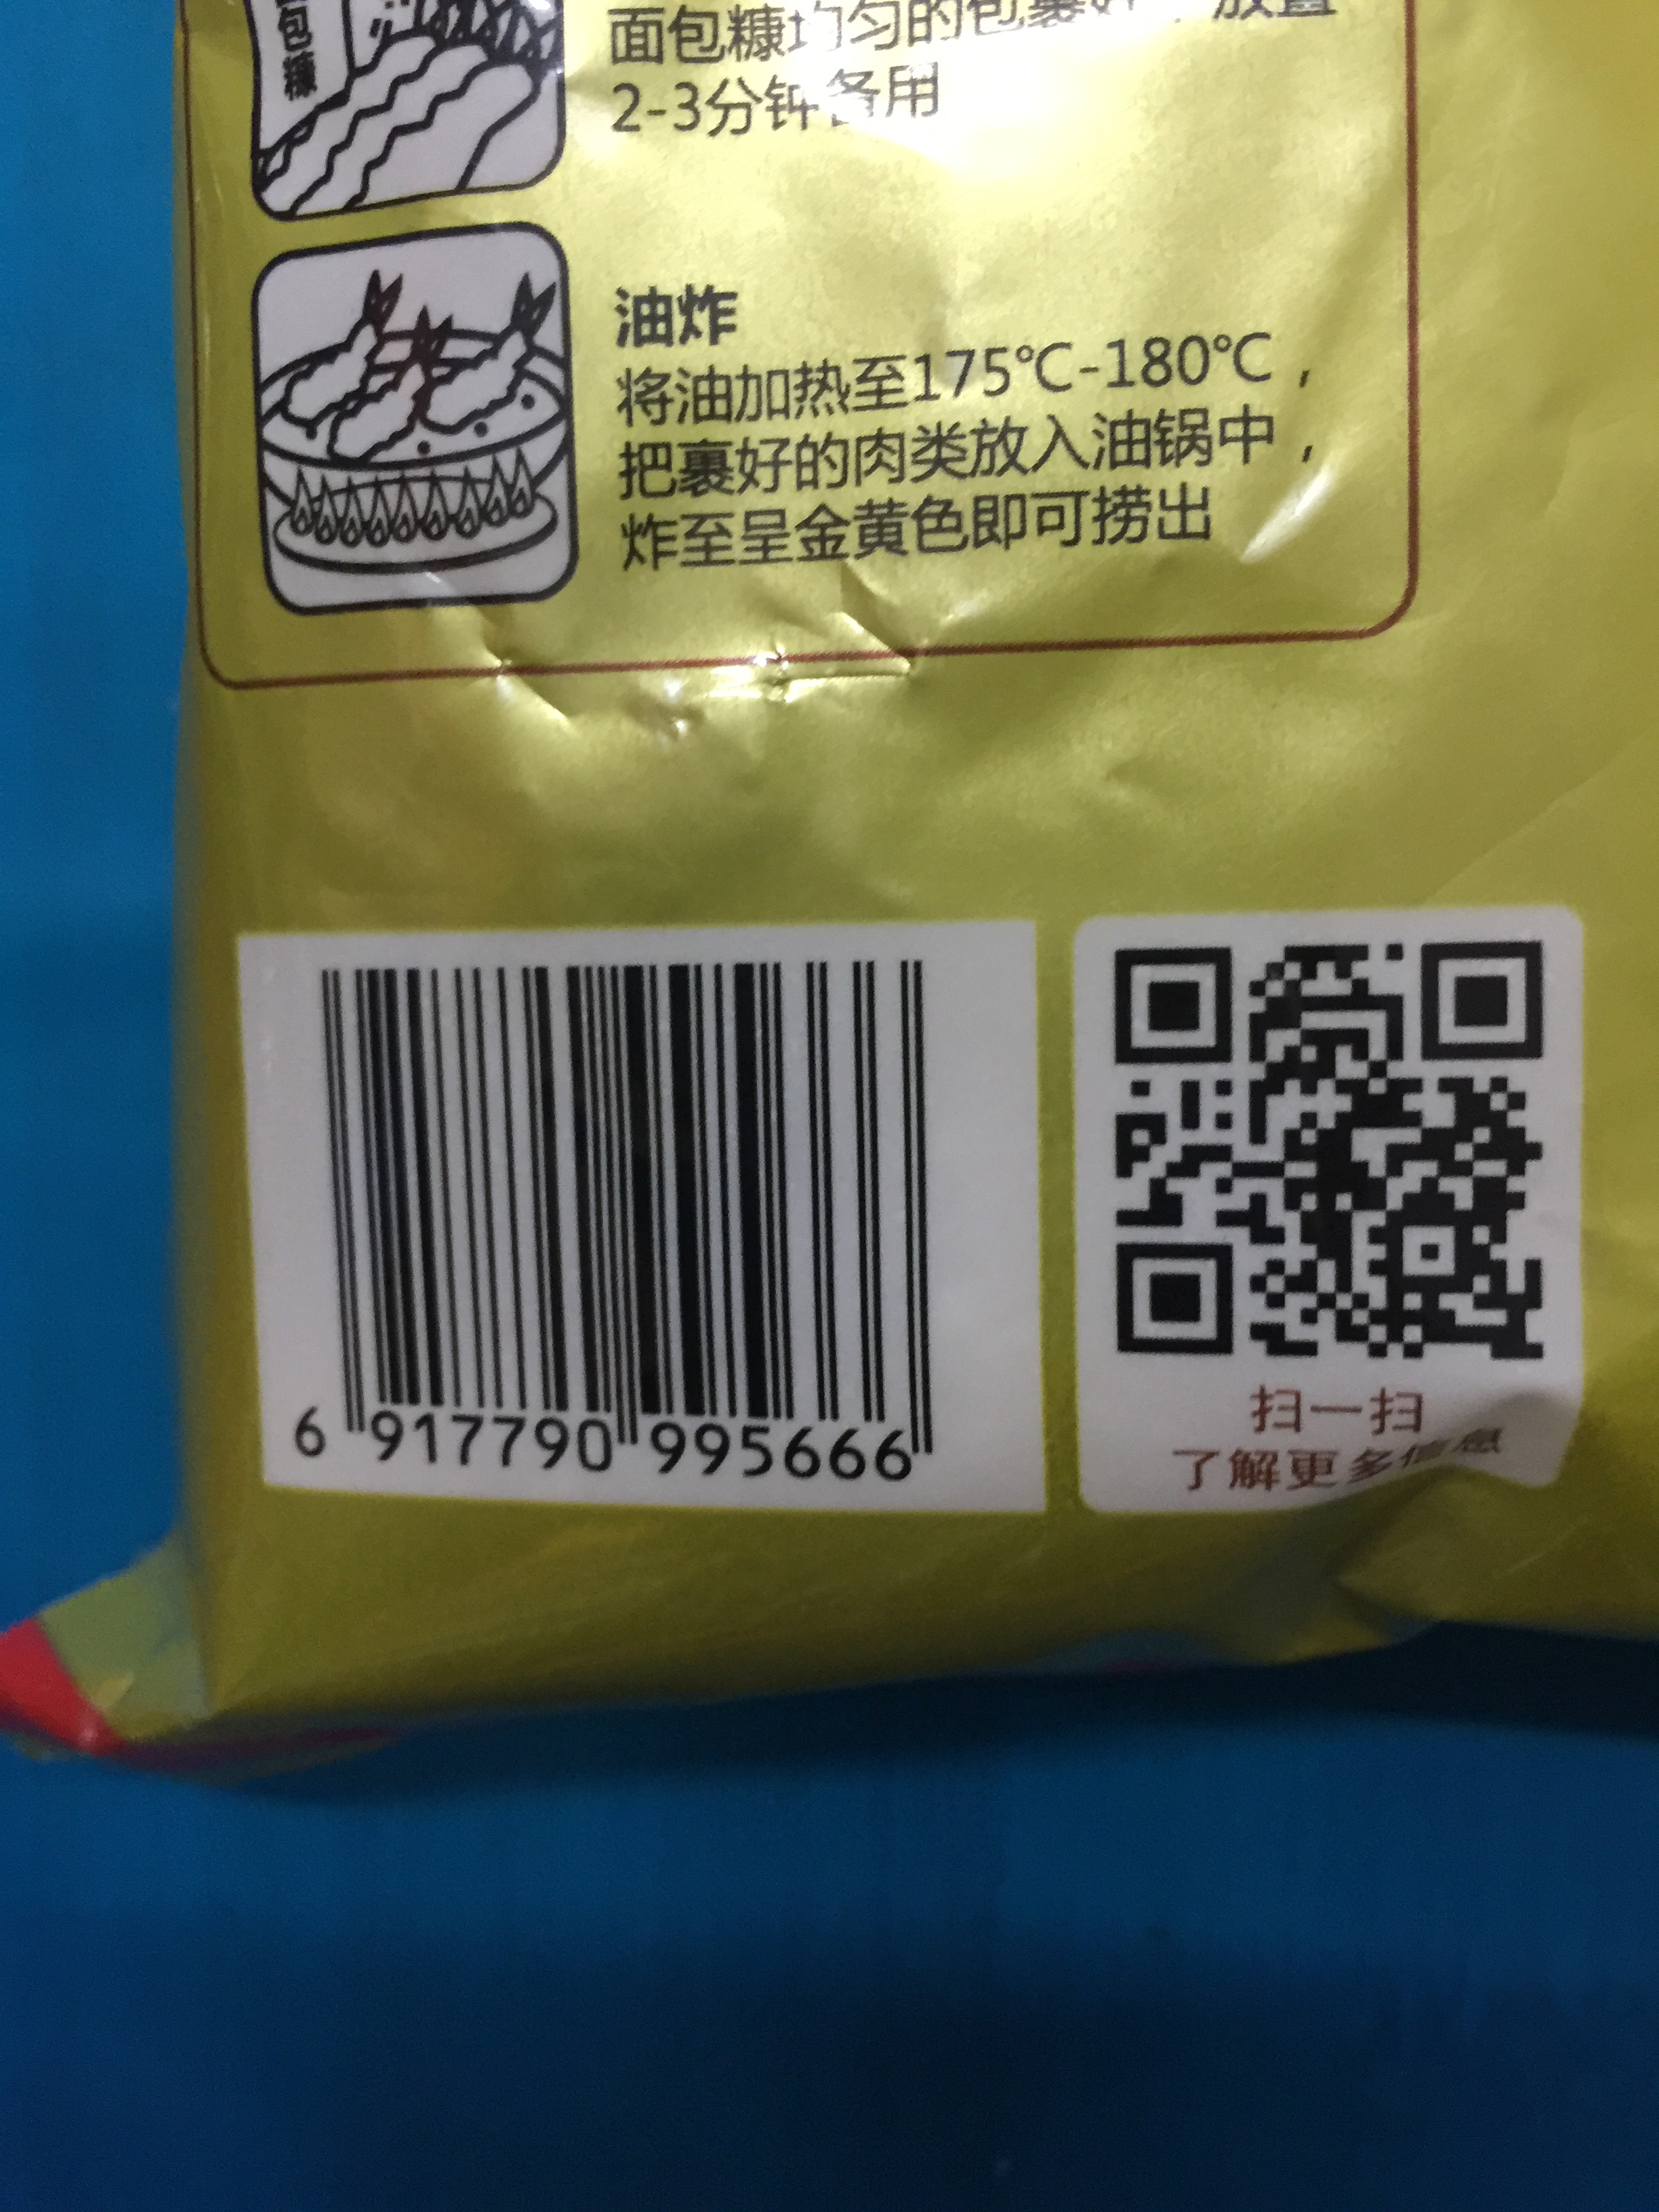 包糠
面包糠均匀的包裹好，放置
2-3分钟备用
油炸
将油加热至175℃-180℃，
把裹好的肉类放入油锅中，
炸至呈金黄色即可捞出
6 917790 995666
扫一扫
了解更多信息